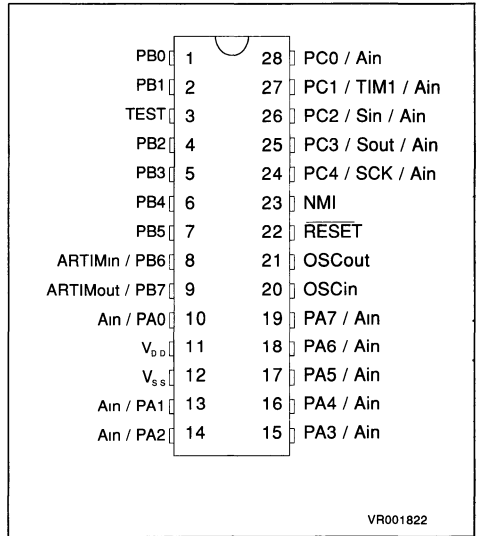 PB0 1 28 PC0 / Ain
PB1 2 27 PC1 / TIM1 / Ain
TEST 3 26 PC2 / Sin / Ain
PB2 4 25 PC3 / Sout / Ain
PB3 5 24 PC4 / SCK / Ain
PB4 6 23 NMI
PB5 7 22 RESET
ARTIMin / PB6 8 21 OSCout
ARTIMout / PB7 9 20 OSCin
Ain / PA0 10 19 PA7 / Ain
VDD 11 18 PA6 / Ain
VSS 12 17 PA5 / Ain
Ain / PA1 13 16 PA4 / Ain
Ain / PA2 14 15 PA3 / Ain
VR001822